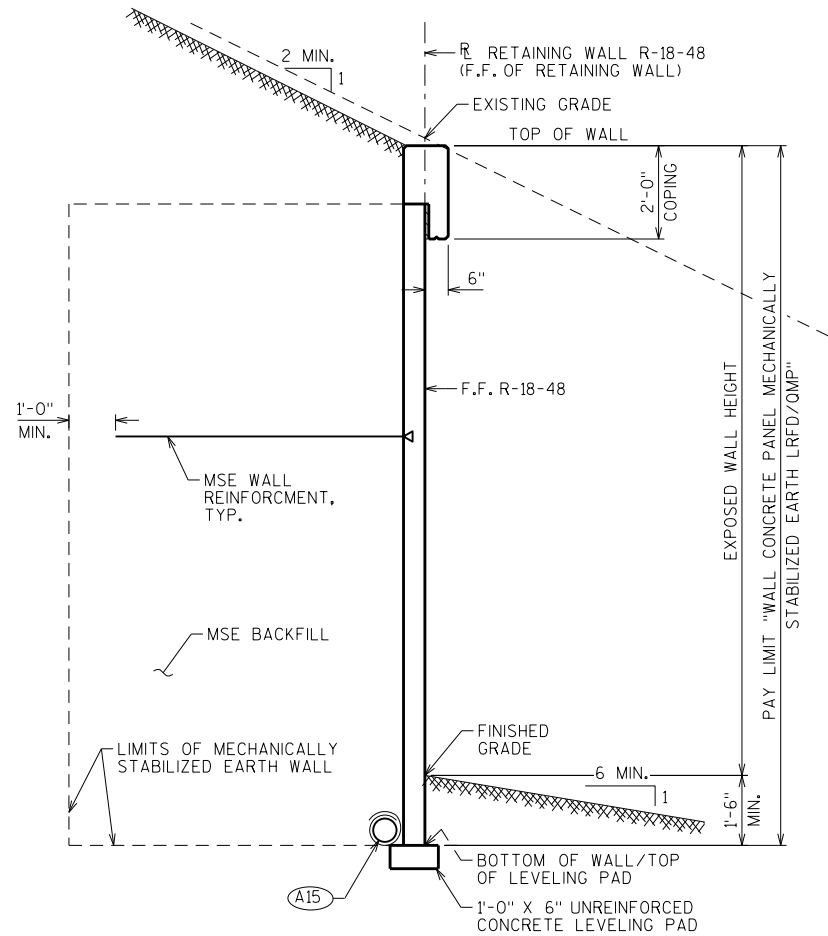 2 MIN.
1
RL RETAINING WALL R-18-48
(F.F. OF RETAINING WALL)
EXISTING GRADE
TOP OF WALL
2'-0"
COPING
6"
F.F. R-18-48
1'-0"
MIN.
MSE WALL
REINFORCMENT,
TYP.
EXPOSED WALL HEIGHT
PAY LIMIT "WALL CONCRETE PANEL MECHANICALLY
STABILIZED EARTH LRFD/QMP"
MSE BACKFILL
LIMITS OF MECHANICALLY
STABILIZED EARTH WALL
FINISHED
GRADE
6 MIN.
1
1'-6"
MIN.
BOTTOM OF WALL/TOP
OF LEVELING PAD
A15
1'-0" X 6" UNREINFORCED
CONCRETE LEVELING PAD